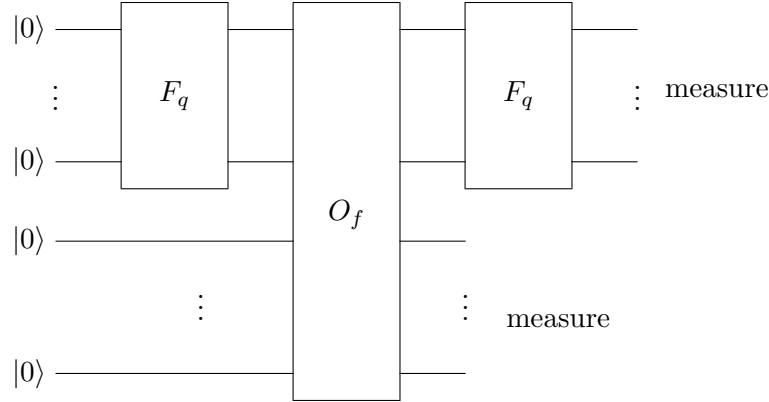 |0⟩
⋮
F_q
F_q
⋮
measure
|0⟩
|0⟩
O_f
⋮
⋮
measure
|0⟩